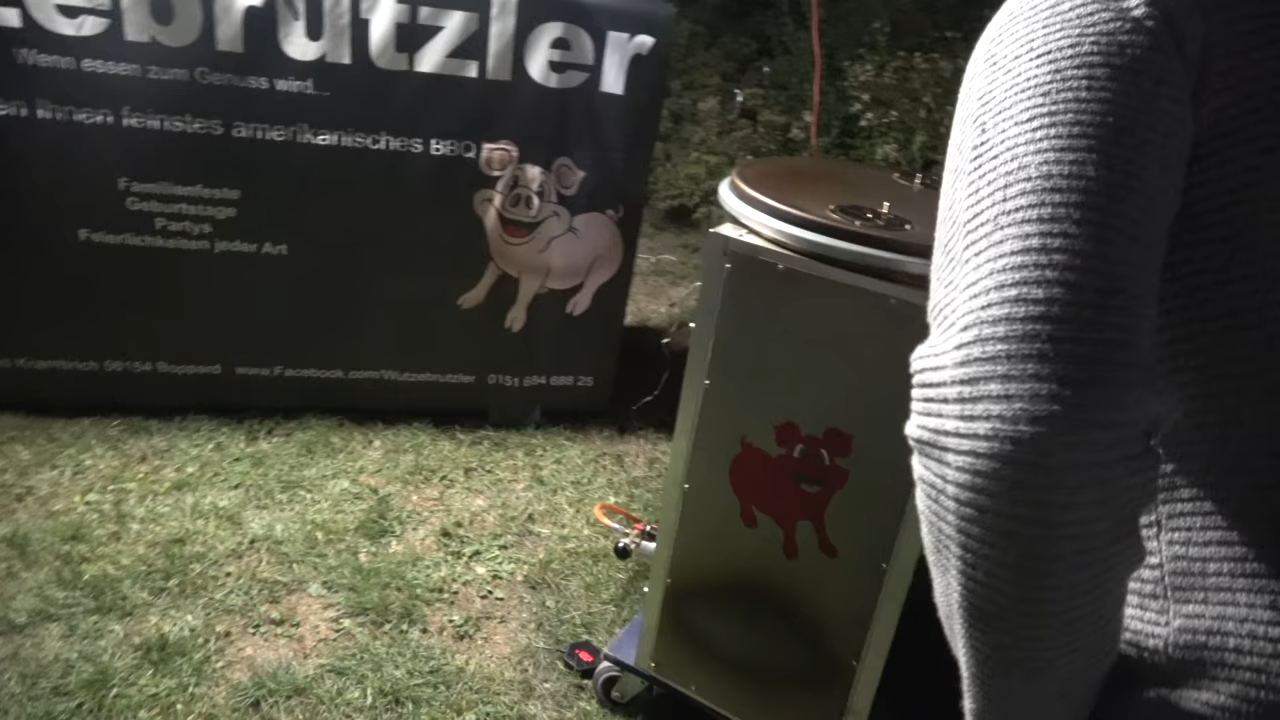 zebrutzler
Wenn essen zum Genuss wird...
en Ihnen feinstes amerikanisches BBQ
Familienfeste
Geburtstage
Partys
Feierlichkeiten jeder Art
56154 Boppard www.Facebook.com/Wutzebrutzler 0151 684 688 25